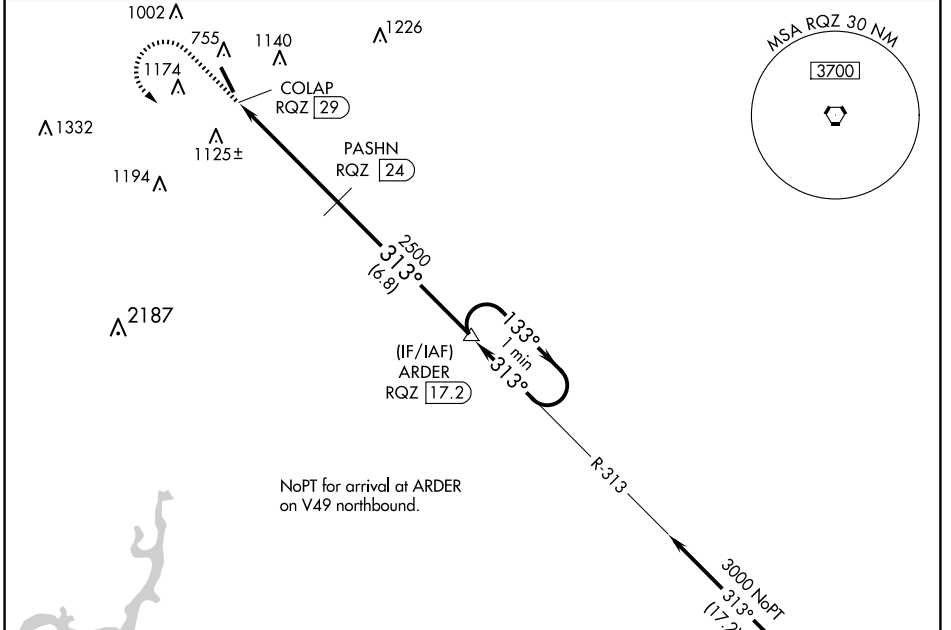 1002
755
1140
1226
1174
COLAP
RQZ 29
1332
1125±
PASHN
RQZ 24
1194
MSA RQZ 30 NM
3700
2500
313°
(6.8)
2187
133°
1 min
313°
(IF/IAF)
ARDER
RQZ 17.2
R-313
NoPT for arrival at ARDER
on V49 northbound.
3000 NoPT
313°